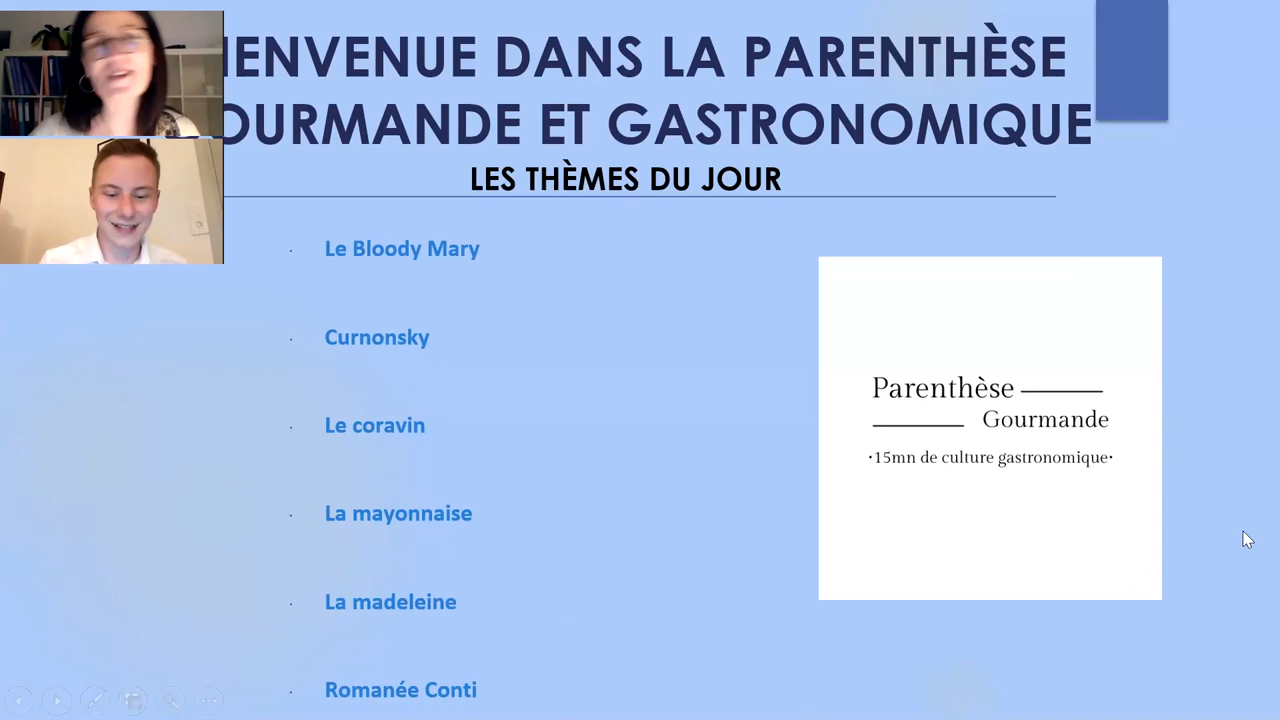 IENVENUE DANS LA PARENTHÈSE
OURMANDE ET GASTRONOMIQUE
LES THÈMES DU JOUR
· Le Bloody Mary
· Curnonsky
· Le coravin
· La mayonnaise
· La madeleine
· Romanée Conti
Parenthèse
Gourmande
·15mn de culture gastronomique·